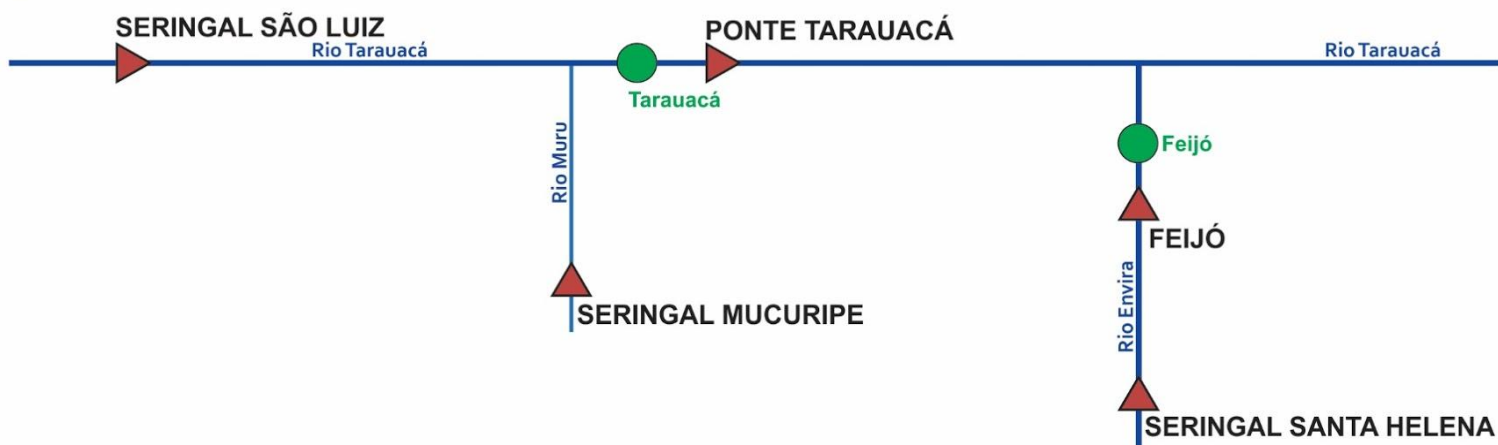 SERINGAL SÃO LUIZ
PONTE TARAUACÁ
Rio Tarauacá
Rio Tarauacá
Tarauacá
Rio Muru
Feijó
FEIJÓ
Rio Envira
SERINGAL MUCURIPE
SERINGAL SANTA HELENA